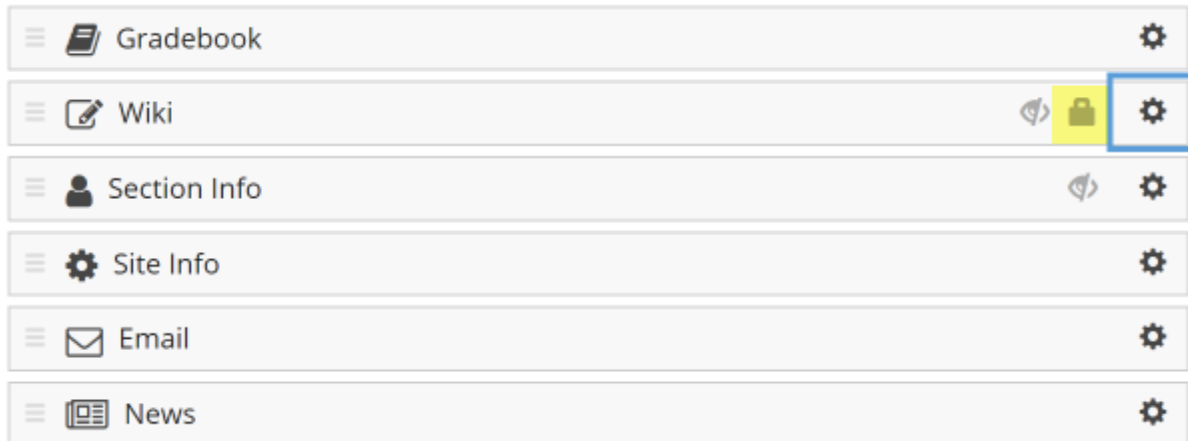 Gradebook
Wiki
Section Info
Site Info
Email
News